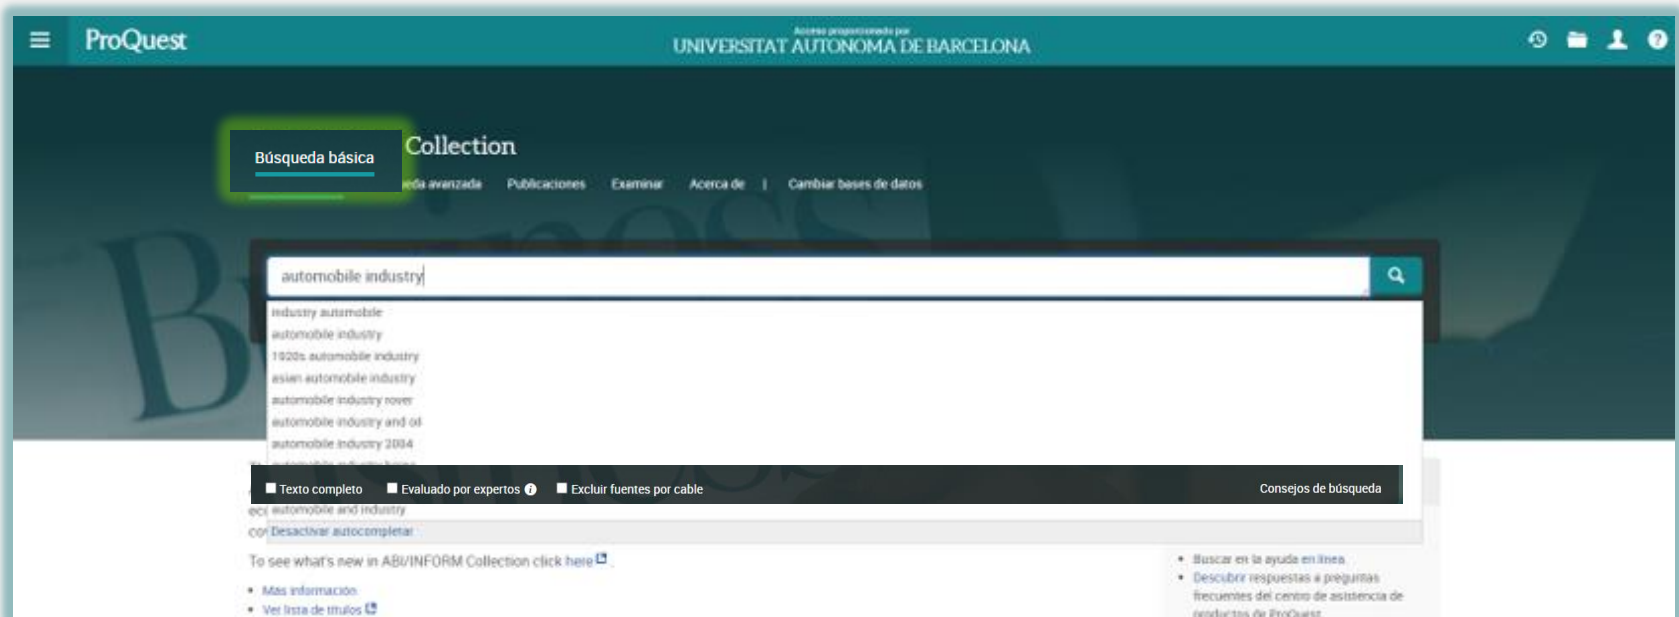 ProQuest
Acceso proporcionado por
UNIVERSITAT AUTONOMA DE BARCELONA
Búsqueda básica
Collection
eda avanzada Publicaciones Examinar Acerca de | Cambiar bases de datos
automobile industry
industry automobile
automobile industry
1920s automobile industry
asian automobile industry
automobile industry rover
automobile industry and oil
automobile industry 2004
Texto completo Evaluado por expertos Excluir fuentes por cable Consejos de búsqueda
automobile and industry
Desactivar autocompletar
To see what's new in ABI/INFORM Collection click here
Más información
Ver lista de títulos
Buscar en la ayuda en línea
Descubrir respuestas a preguntas
frecuentes del centro de asistencia de
productos de ProQuest